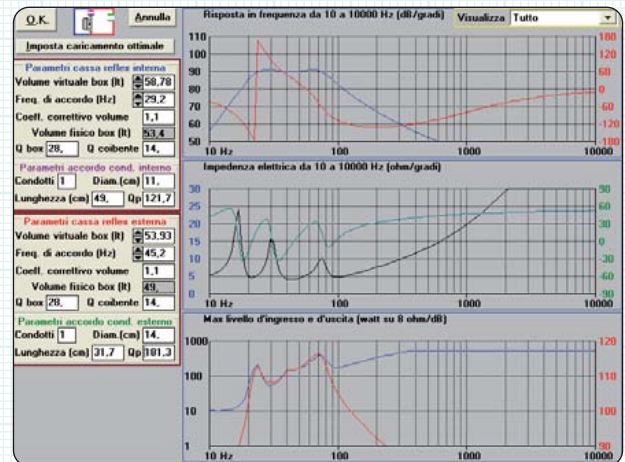 O.K.
Annulla
Imposta caricamento ottimale
Parametri cassa reflex interna
Volume virtuale box (lt) 58,78
Freq. di accordo (Hz) 29,2
Coeff. correttivo volume 1,1
Volume fisico box (lt) 53,4
Q box 28, Q coibente 14,
Parametri accordo cond. interno
Condotti 1 Diam.(cm) 11,
Lunghezza (cm) 49, Qp 121,7
Parametri cassa reflex esterna
Volume virtuale box (lt) 53,93
Freq. di accordo (Hz) 45,2
Coeff. correttivo volume 1,1
Volume fisico box (lt) 49,
Q box 28, Q coibente 14,
Parametri accordo cond. esterno
Condotti 1 Diam.(cm) 14,
Lunghezza (cm) 31,7 Qp 181,3
Risposta in frequenza da 10 a 10000 Hz (dB/gradi) Visualizza Tutto
110 180
100 120
90 60
80 0
70 -60
60 -120
50 -180
10 Hz 100 1000 10000
Impedenza elettrica da 10 a 10000 Hz (ohm/gradi)
30 90
25 60
20 30
15 0
10 -30
5 -60
0 -90
10 Hz 100 1000 10000
Max livello d'ingresso e d'uscita (watt su 8 ohm/dB)
1000 120
100 110
10 100
1 90
10 Hz 100 1000 10000